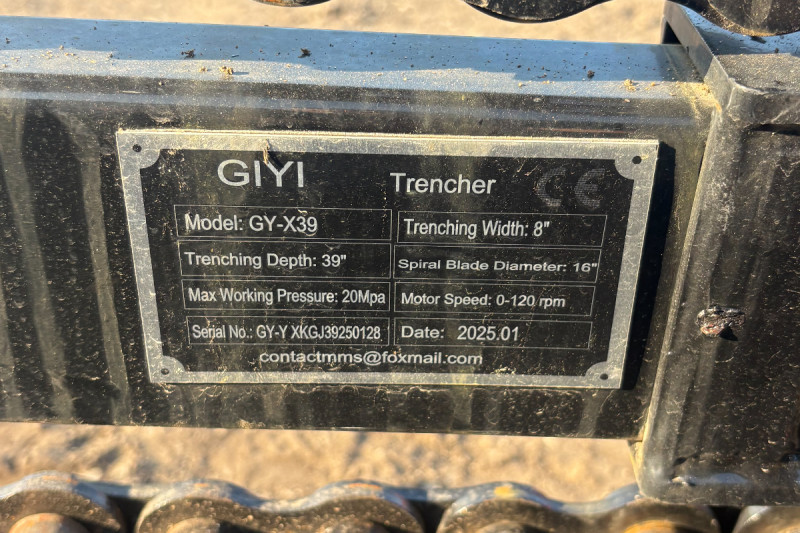 GIYI Trencher CE
Model: GY-X39 Trenching Width: 8"
Trenching Depth: 39" Spiral Blade Diameter: 16"
Max Working Pressure: 20Mpa Motor Speed: 0-120 rpm
Serial No.: GY-Y XKGJ39250128 Date: 2025.01
contactmms@foxmail.com